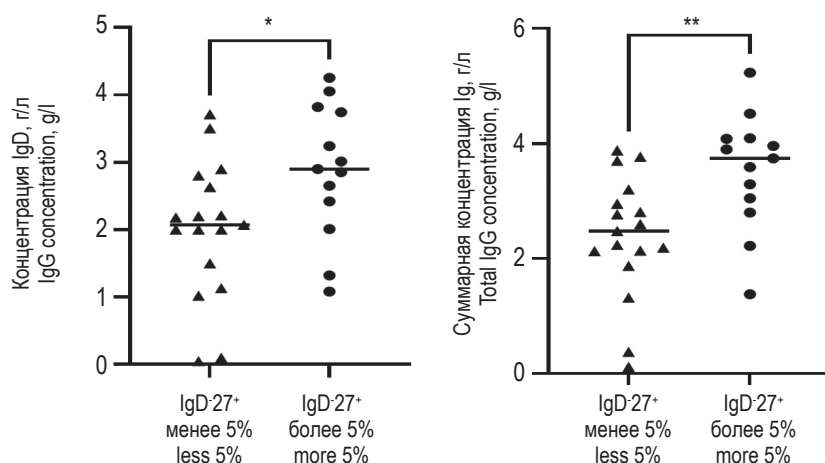 Концентрация IgD, г/л
IgG concentration, g/l
5
4
3
2
1
0
*
IgD-27+
менее 5%
less 5%
IgD-27+
более 5%
more 5%
Суммарная концентрация Ig, г/л
Total IgG concentration, g/l
6
4
2
0
**
IgD-27+
менее 5%
less 5%
IgD-27+
более 5%
more 5%